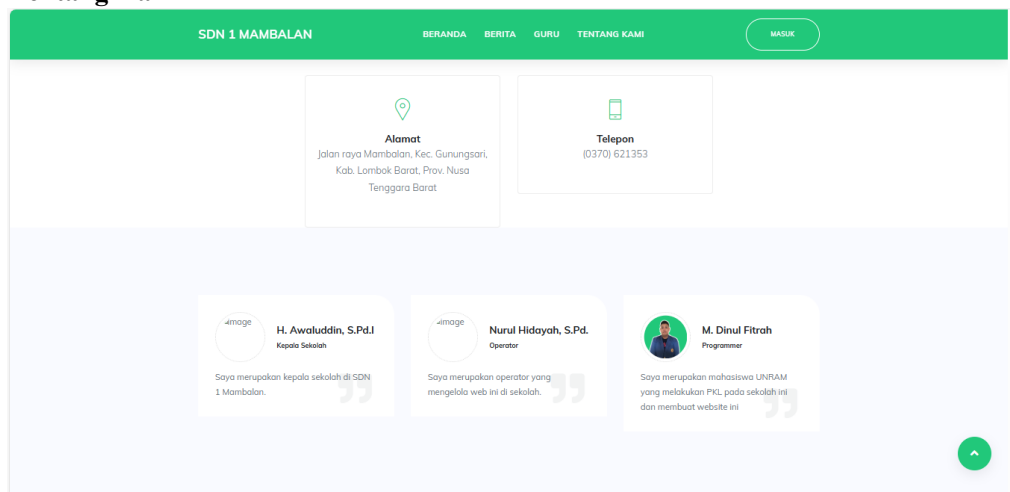 SDN 1 MAMBALAN
BERANDA BERITA GURU TENTANG KAMI
MASUK
Alamat
Jalan raya Mambalan, Kec. Gunungsari,
Kab. Lombok Barat, Prov. Nusa
Tenggara Barat
Telepon
(0370) 621353
H. Awaluddin, S.Pd.I
Kepala Sekolah
Saya merupakan kepala sekolah di SDN
1 Mambalan.
Nurul Hidayah, S.Pd.
Operator
Saya merupakan operator yang
mengelola web ini di sekolah.
M. Dinul Fitrah
Programmer
Saya merupakan mahasiswa UNRAM
yang melakukan PKL pada sekolah ini
dan membuat website ini